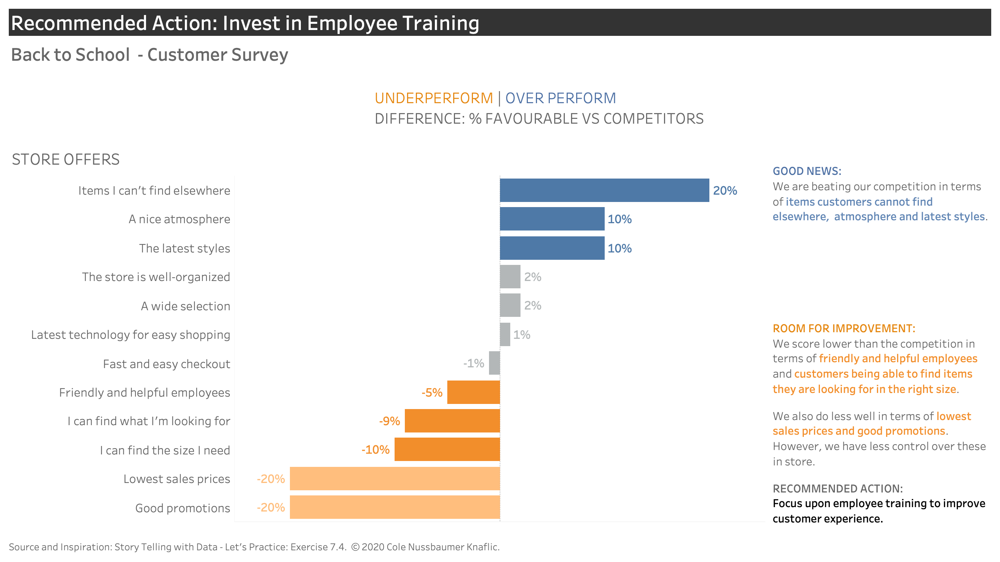 Recommended Action: Invest in Employee Training
Back to School  - Customer Survey
UNDERPERFORM | OVER PERFORM
DIFFERENCE: % FAVOURABLE VS COMPETITORS
STORE OFFERS
Items I can’t find elsewhere 20%
A nice atmosphere 10%
The latest styles 10%
The store is well-organized 2%
A wide selection 2%
Latest technology for easy shopping 1%
Fast and easy checkout -1%
Friendly and helpful employees -5%
I can find what I’m looking for -9%
I can find the size I need -10%
Lowest sales prices -20%
Good promotions -20%
GOOD NEWS:
We are beating our competition in terms
of items customers cannot find
elsewhere,  atmosphere and latest styles.
ROOM FOR IMPROVEMENT:
We score lower than the competition in
terms of friendly and helpful employees
and customers being able to find items
they are looking for in the right size.
We also do less well in terms of lowest
sales prices and good promotions.
However, we have less control over these
in store.
RECOMMENDED ACTION:
Focus upon employee training to improve
customer experience.
Source and Inspiration: Story Telling with Data - Let’s Practice: Exercise 7.4.  © 2020 Cole Nussbaumer Knaflic.